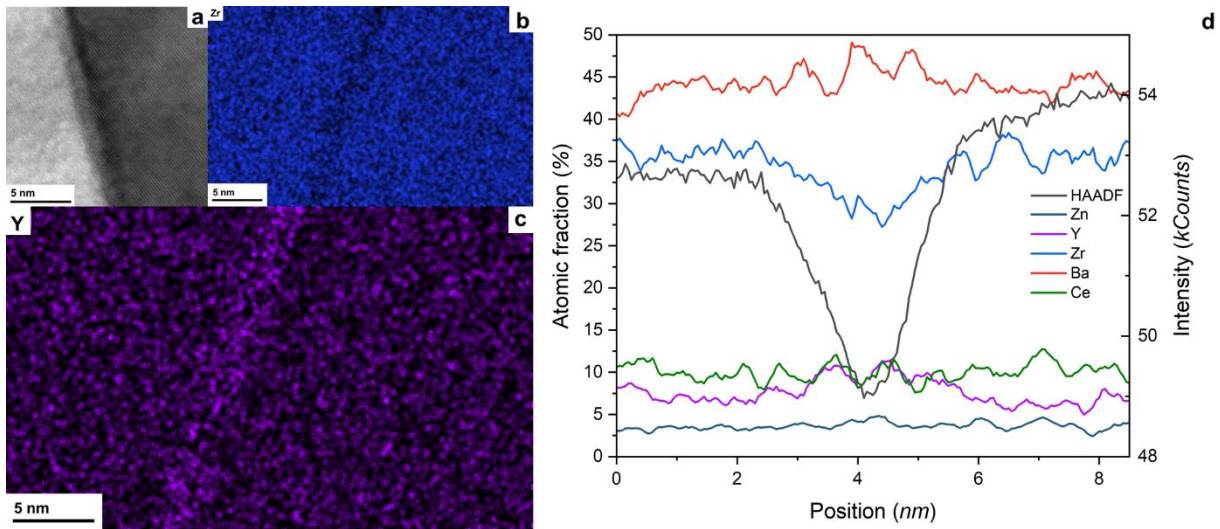 a
5 nm
Zr
b
5 nm
Y
c
5 nm
d
50
45
40
35
30
25
20
15
10
5
0
Atomic fraction (%)
0 2 4 6 8
Position (nm)
54
52
50
48
Intensity (kCounts)
HAADF
Zn
Y
Zr
Ba
Ce